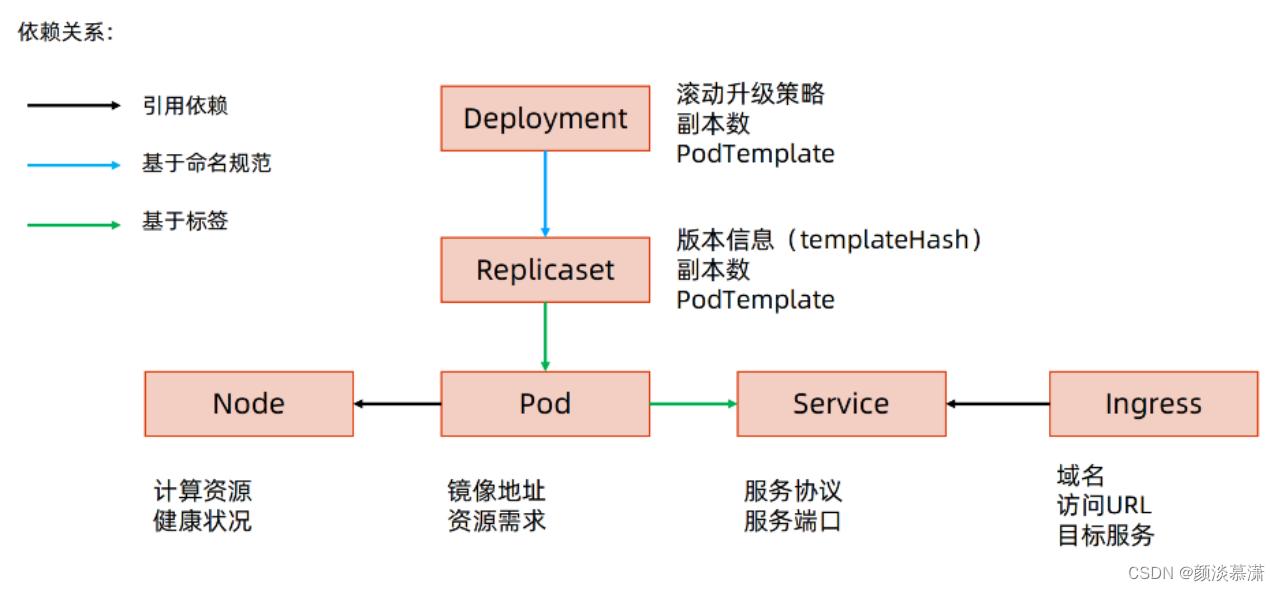 依赖关系：
引用依赖
基于命名规范
基于标签
Deployment
滚动升级策略
副本数
PodTemplate
Replicaset
版本信息（templateHash）
副本数
PodTemplate
Node
Pod
Service
Ingress
计算资源
健康状况
镜像地址
资源需求
服务协议
服务端口
域名
访问URL
目标服务
CSDN @颜淡慕潇